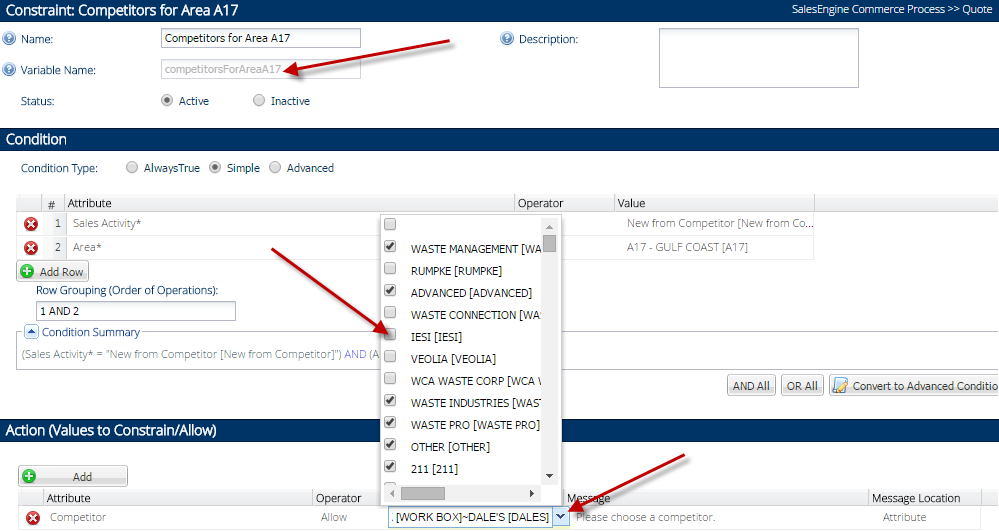 Constraint: Competitors for Area A17
SalesEngine Commerce Process >> Quote
Name: Competitors for Area A17 Description:
Variable Name: competitorsForAreaA17
Status: Active Inactive
Condition
Condition Type: AlwaysTrue Simple Advanced
# Attribute Operator Value
1 Sales Activity* New from Competitor [New from Co...
2 Area* A17 - GULF COAST [A17]
Add Row
Row Grouping (Order of Operations):
1 AND 2
Condition Summary
(Sales Activity* = "New from Competitor [New from Competitor]") AND (A
WASTE MANAGEMENT [WA
RUMPKE [RUMPKE]
ADVANCED [ADVANCED]
WASTE CONNECTION [WAS
IESI [IESI]
VEOLIA [VEOLIA]
WCA WASTE CORP [WCA W
WASTE INDUSTRIES [WAST
WASTE PRO [WASTE PRO]
OTHER [OTHER]
211 [211]
AND All OR All Convert to Advanced Conditio
Action (Values to Constrain/Allow)
Add
Attribute Operator Message Message Location
Competitor Allow . [WORK BOX]~DALE'S [DALES] Please choose a competitor. Attribute